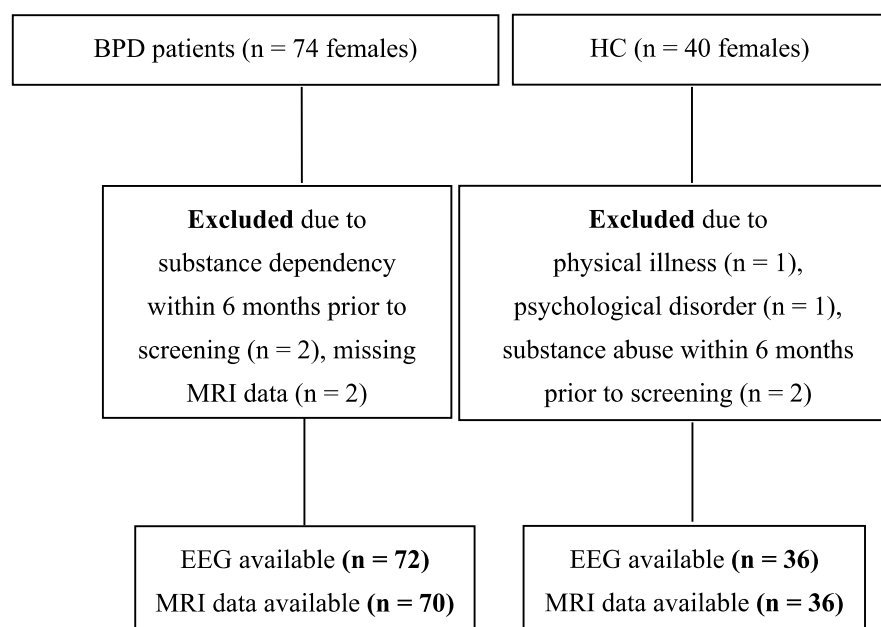 BPD patients (n = 74 females)
HC (n = 40 females)
Excluded due to
substance dependency
within 6 months prior to
screening (n = 2), missing
MRI data (n = 2)
Excluded due to
physical illness (n = 1),
psychological disorder (n = 1),
substance abuse within 6 months
prior to screening (n = 2)
EEG available (n = 72)
MRI data available (n = 70)
EEG available (n = 36)
MRI data available (n = 36)